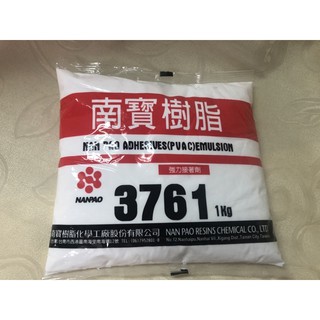 南寶樹脂
NAN PAO ADHESIVES(PVAC)EMULSION
強力接著劑
NANPAO
3761 1Kg
南寶樹脂化學工廠股份有限公司
NAN PAO RESINS CHEMICAL CO., LTD